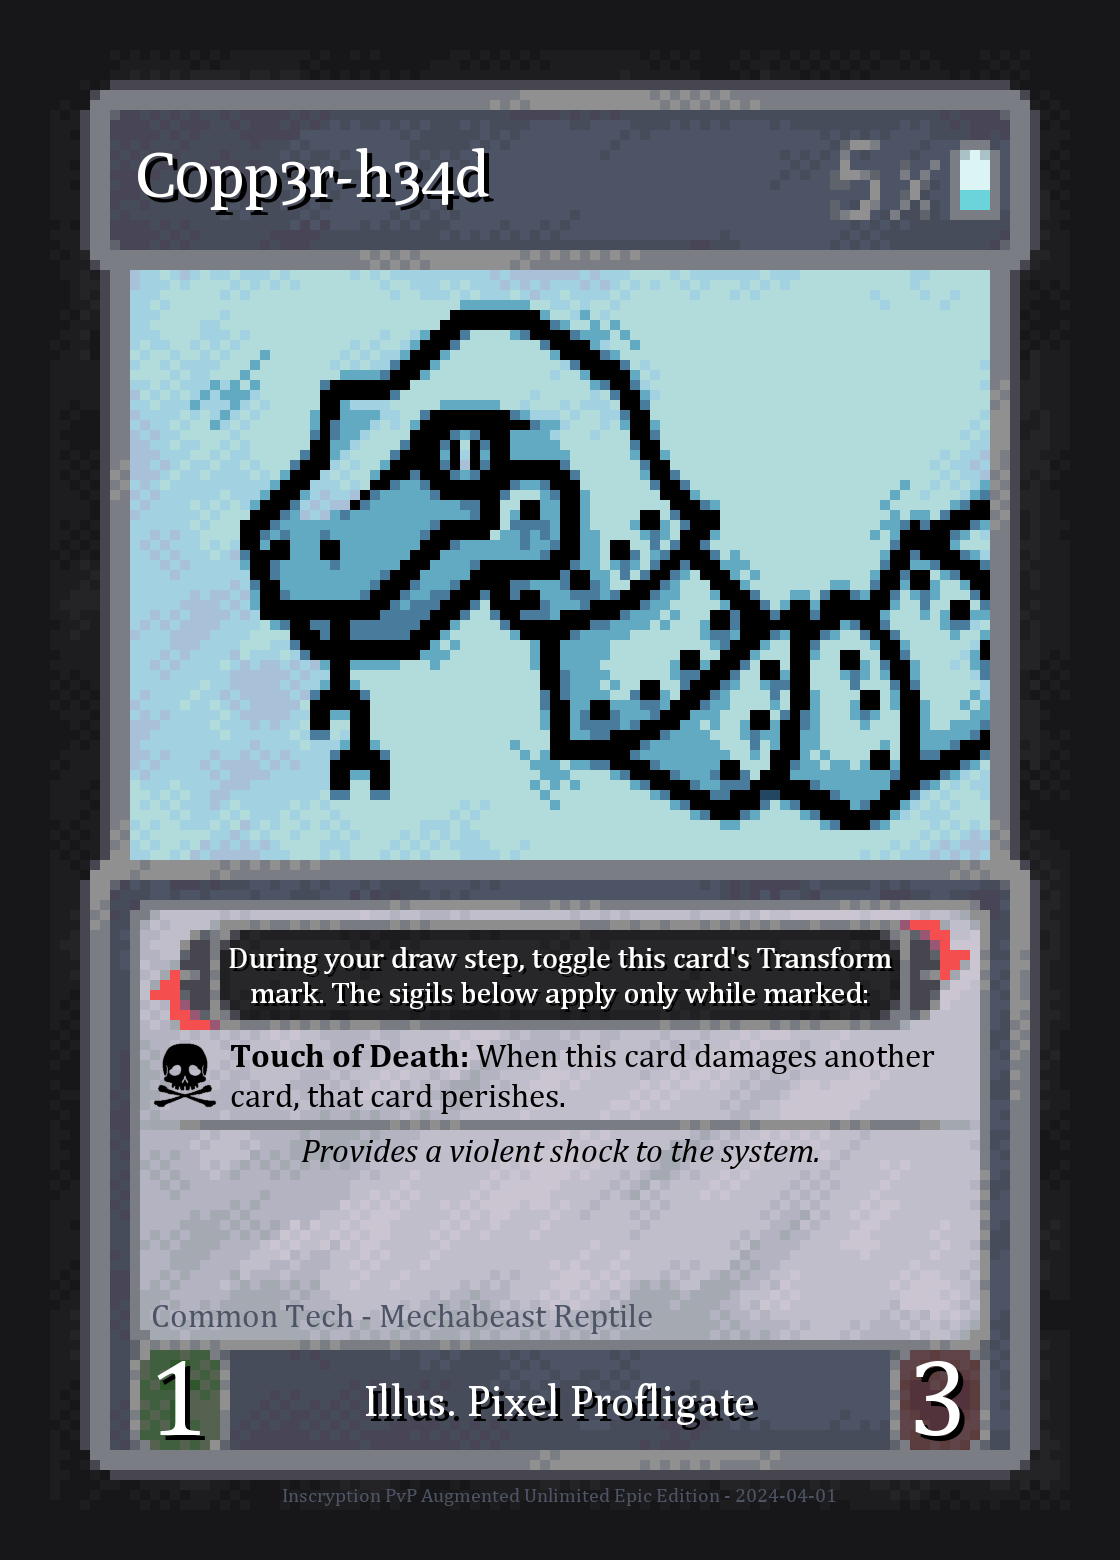 Copp3r-h34d
5x
During your draw step, toggle this card's Transform
mark. The sigils below apply only while marked:
Touch of Death: When this card damages another
card, that card perishes.
Provides a violent shock to the system.
Common Tech - Mechabeast Reptile
1
Illus. Pixel Profligate
3
Inscryption PvP Augmented Unlimited Epic Edition - 2024-04-01